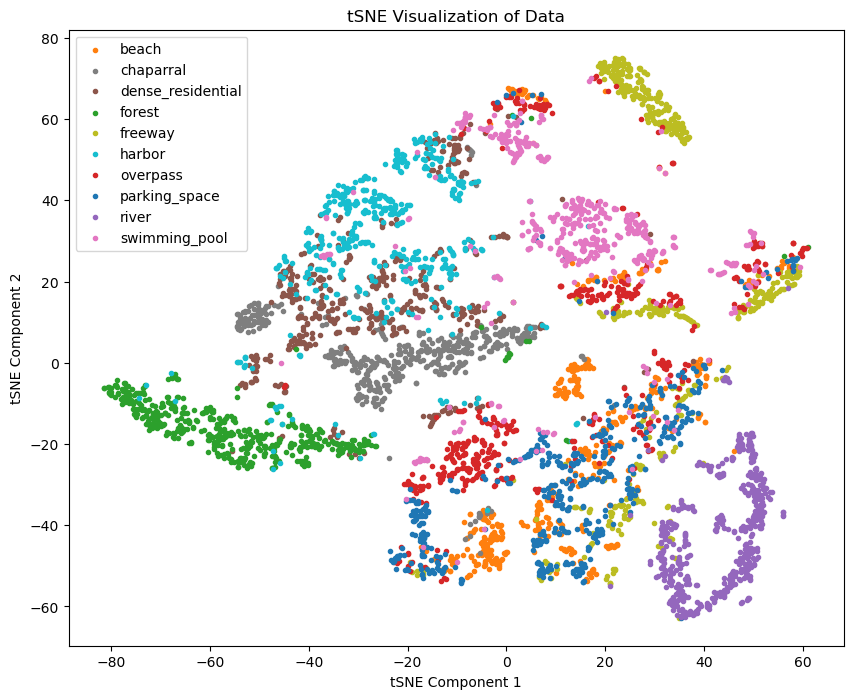 tSNE Visualization of Data
beach
chaparral
dense_residential
forest
freeway
harbor
overpass
parking_space
river
swimming_pool
80
60
40
20
0
−20
−40
−60
tSNE Component 2
−80 −60 −40 −20 0 20 40 60
tSNE Component 1